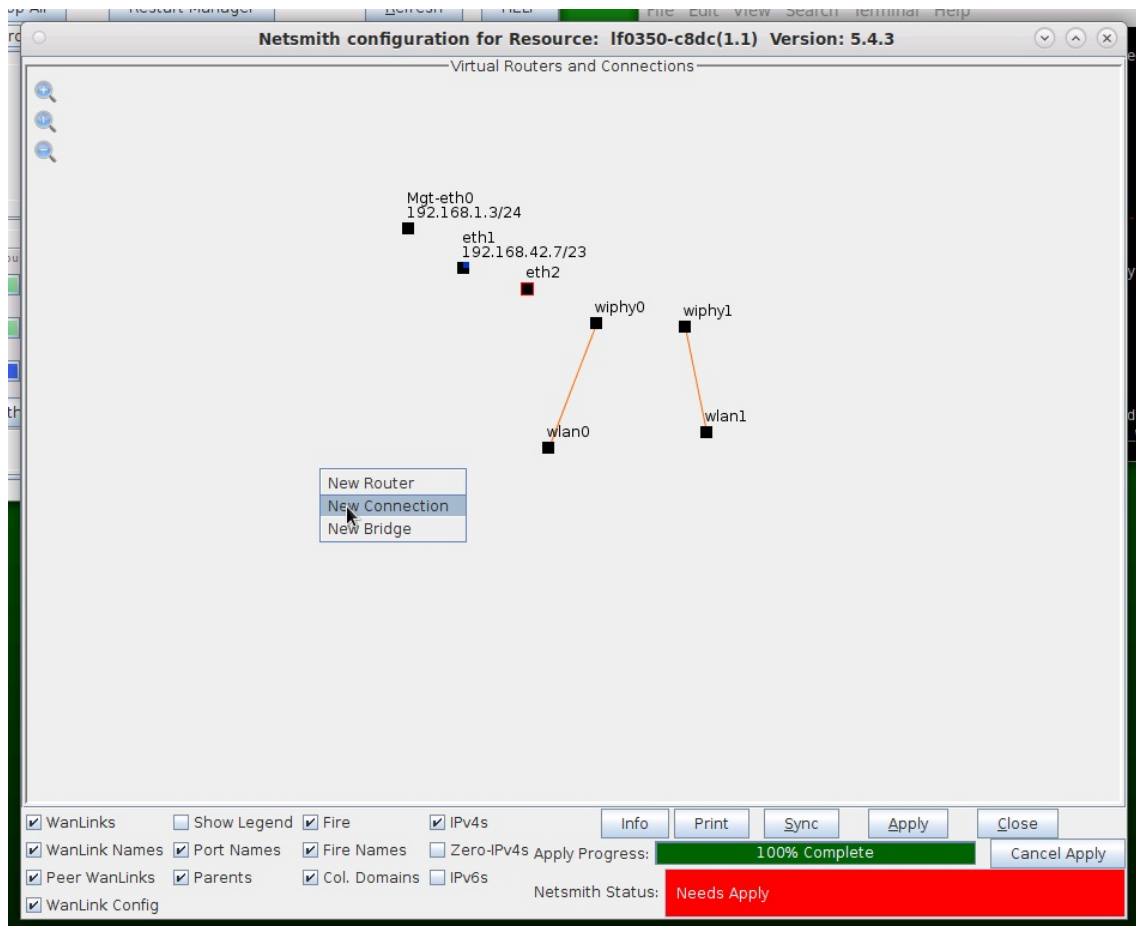 Restart Manager
Refresh
HELP
File Edit View Search Terminal Help
Netsmith configuration for Resource: lf0350-c8dc(1.1) Version: 5.4.3
Virtual Routers and Connections
Mgt-eth0
192.168.1.3/24
eth1
192.168.42.7/23
eth2
wiphy0
wiphy1
wlan1
wlan0
New Router
New Connection
New Bridge
WanLinks
Show Legend
Fire
IPv4s
Info
Print
Sync
Apply
Close
WanLink Names
Port Names
Fire Names
Zero-IPv4s
Apply Progress:
100% Complete
Cancel Apply
Peer WanLinks
Parents
Col. Domains
IPv6s
Netsmith Status:
Needs Apply
WanLink Config